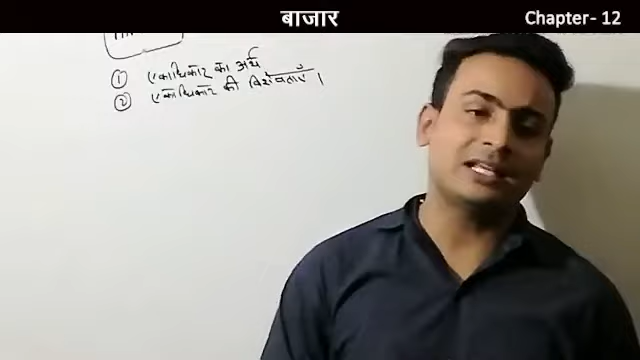 बाजार
Chapter- 12
① एकाधिकार का अर्थ
② एकाधिकार की विशेषताएँ ।